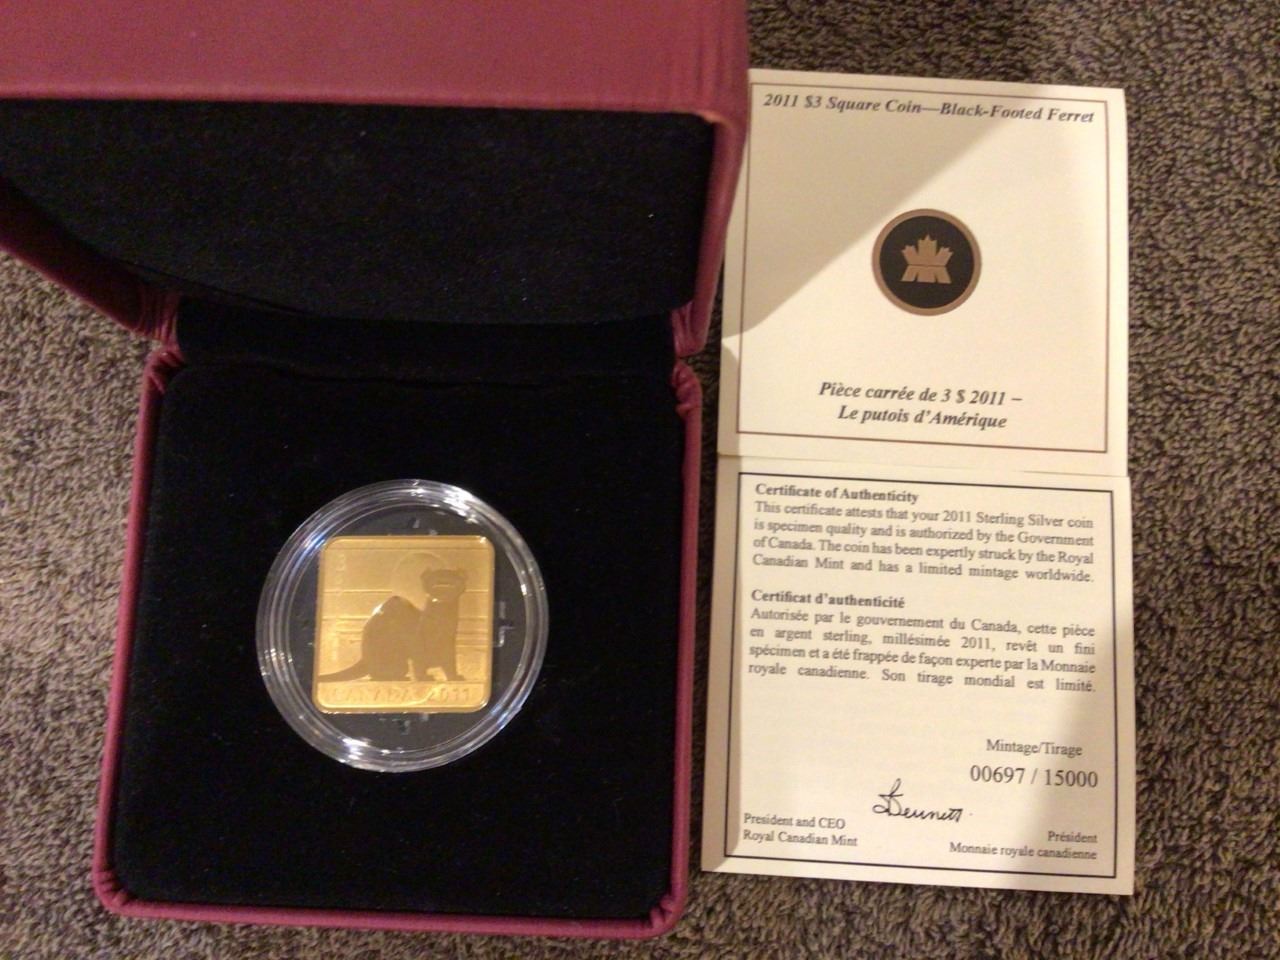 2011 $3 Square Coin—Black-Footed Ferret
Pièce carrée de 3 $ 2011 –
Le putois d'Amérique
Certificate of Authenticity
This certificate attests that your 2011 Sterling Silver coin
is specimen quality and is authorized by the Government
of Canada. The coin has been expertly struck by the Royal
Canadian Mint and has a limited mintage worldwide.
Certificat d'authenticité
Autorisée par le gouvernement du Canada, cette pièce
en argent sterling, millésimée 2011, revêt un fini
spécimen et a été frappée de façon experte par la Monnaie
royale canadienne. Son tirage mondial est limité.
Mintage/Tirage
00697 / 15000
President and CEO
Royal Canadian Mint
Président
Monnaie royale canadienne
CANADA 2011